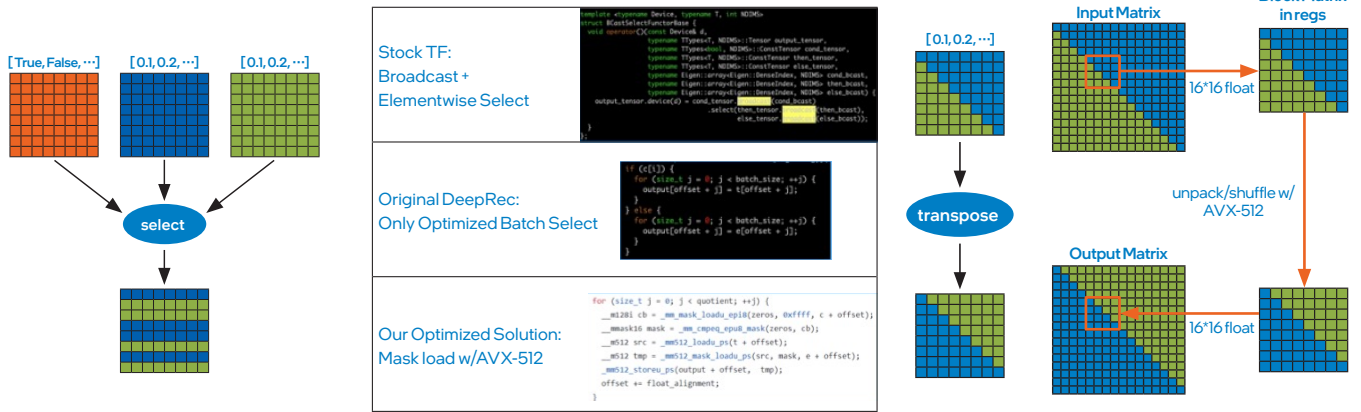 [True, False, ···]
[0.1, 0.2, ···]
[0.1, 0.2, ···]
select
Stock TF:
Broadcast +
Elementwise Select
template <typename Device, typename T, int NDIMS>
struct BCastSelectFunctorBase {
void operator()(const Device& d,
typename TTypes<T, NDIMS>::Tensor output_tensor,
typename TTypes<bool, NDIMS>::ConstTensor cond_tensor,
typename TTypes<T, NDIMS>::ConstTensor then_tensor,
typename TTypes<T, NDIMS>::ConstTensor else_tensor,
typename Eigen::array<Eigen::DenseIndex, NDIMS> cond_bcast,
typename Eigen::array<Eigen::DenseIndex, NDIMS> then_bcast,
typename Eigen::array<Eigen::DenseIndex, NDIMS> else_bcast) {
output_tensor.device(d) = cond_tensor.(cond_bcast)
.select(then_tensor.(then_bcast),
else_tensor.(else_bcast));
}
};
Original DeepRec:
Only Optimized Batch Select
if (c[i]) {
for (size_t j = 0; j < batch_size; ++j) {
output[offset + j] = t[offset + j];
}
} else {
for (size_t j = 0; j < batch_size; ++j) {
output[offset + j] = e[offset + j];
}
}
Our Optimized Solution:
Mask load w/AVX-512
for (size_t j = 0; j < quotient; ++j) {
__m128i cb = _mm_mask_loadu_epi8(zeros, 0xffff, c + offset);
__mmask16 mask = _mm_cmpeq_epu8_mask(zeros, cb);
__m512 src = _mm512_loadu_ps(t + offset);
__m512 tmp = _mm512_mask_loadu_ps(src, mask, e + offset);
_mm512_storeu_ps(output + offset, tmp);
offset += float_alignment;
}
[0.1, 0.2, ···]
transpose
Input Matrix
in regs
16*16 float
unpack/shuffle w/
AVX-512
Output Matrix
16*16 float